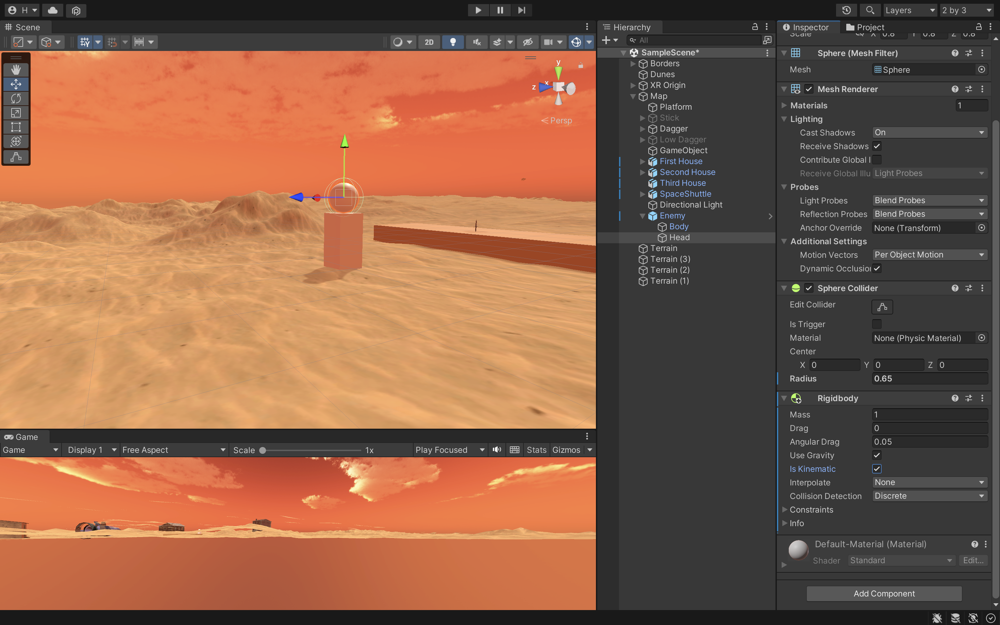 H
Layers
2 by 3
Scene
2D
y
x
z
Persp
Game
Game
Display 1
Free Aspect
Scale
1x
Play Focused
Stats
Gizmos
Hierarchy
All
SampleScene*
Borders
Dunes
XR Origin
Map
Platform
Stick
Dagger
Low Dagger
GameObject
First House
Second House
Third House
SpaceShuttle
Directional Light
Enemy
Body
Head
Terrain
Terrain (3)
Terrain (2)
Terrain (1)
Inspector
Project
Scale X 0.8 Y 0.8 Z 0.8
Sphere (Mesh Filter)
Mesh Sphere
Mesh Renderer
Materials 1
Lighting
Cast Shadows On
Receive Shadows
Contribute Global I
Receive Global Illu Light Probes
Probes
Light Probes Blend Probes
Reflection Probes Blend Probes
Anchor Override None (Transform)
Additional Settings
Motion Vectors Per Object Motion
Dynamic Occlusio
Sphere Collider
Edit Collider
Is Trigger
Material None (Physic Material)
Center
X 0 Y 0 Z 0
Radius 0.65
Rigidbody
Mass 1
Drag 0
Angular Drag 0.05
Use Gravity
Is Kinematic
Interpolate None
Collision Detection Discrete
Constraints
Info
Default-Material (Material)
Shader Standard Edit...
Add Component